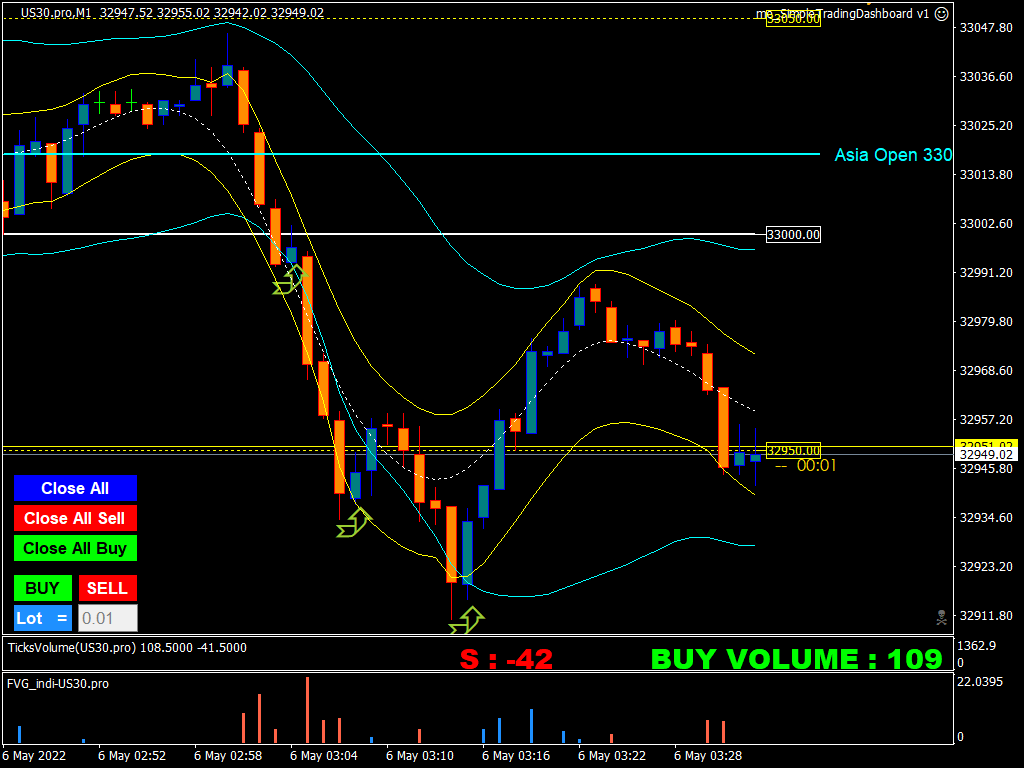 US30.pro,M1 32947.52 32955.02 32942.02 32949.02
TradingDashboard v1
33050.00
33047.80
33036.60
33025.20
Asia Open 330
33013.80
33002.60
33000.00
32991.20
32979.80
32968.60
32957.20
32951.02
32950.00
32949.02
-- 00:01
32945.80
32934.60
32923.20
32911.80
Close All
Close All Sell
Close All Buy
BUY SELL
Lot = 0.01
TicksVolume(US30.pro) 108.5000 -41.5000
S : -42 BUY VOLUME : 109
1362.9
0
FVG_indi-US30.pro
22.0395
0
6 May 2022 6 May 02:52 6 May 02:58 6 May 03:04 6 May 03:10 6 May 03:16 6 May 03:22 6 May 03:28